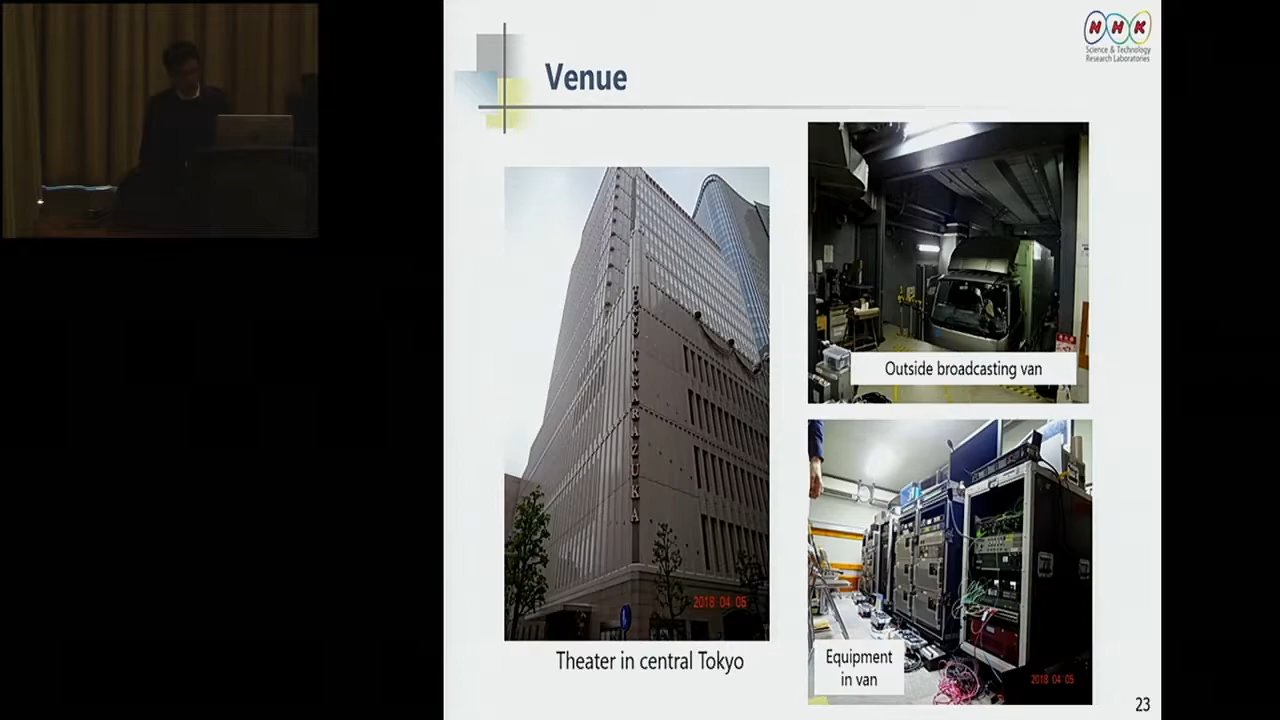 NHK
Science & Technology
Research Laboratories
Venue
TOKYO TAKARAZUKA
2018 04 05
Theater in central Tokyo
Outside broadcasting van
Equipment
in van
2018 04 05
23